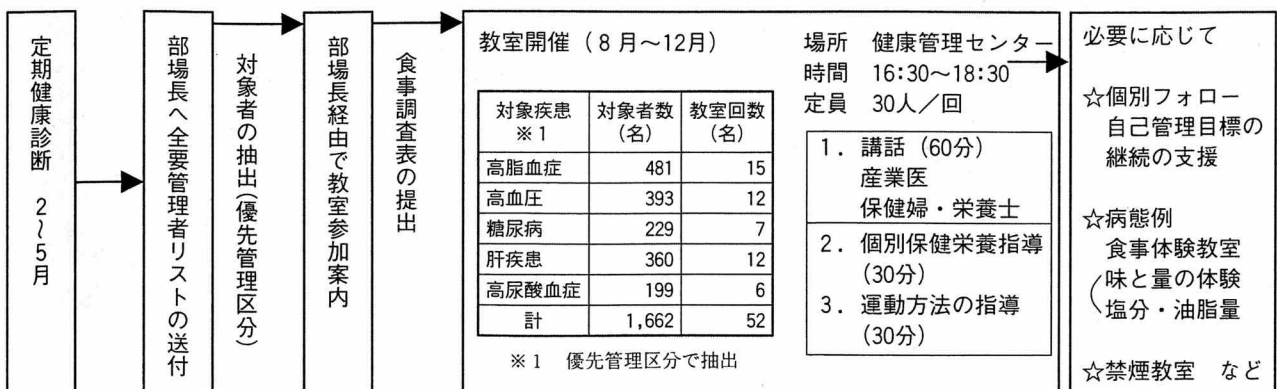 定期健康診断 2～5月
部場長へ全要管理者リストの送付
対象者の抽出(優先管理区分)
部場長経由で教室参加案内
食事調査表の提出
教室開催（8月～12月）
対象疾患 対象者数 教室回数
※1 (名) (名)
高脂血症 481 15
高血圧 393 12
糖尿病 229 7
肝疾患 360 12
高尿酸血症 199 6
計 1,662 52
※1 優先管理区分で抽出
場所 健康管理センター
時間 16:30～18:30
定員 30人／回
1．講話（60分）
産業医
保健婦・栄養士
2．個別保健栄養指導
(30分)
3．運動方法の指導
(30分)
必要に応じて
☆個別フォロー
自己管理目標の
継続の支援
☆病態例
食事体験教室
味と量の体験
塩分・油脂量
☆禁煙教室 など